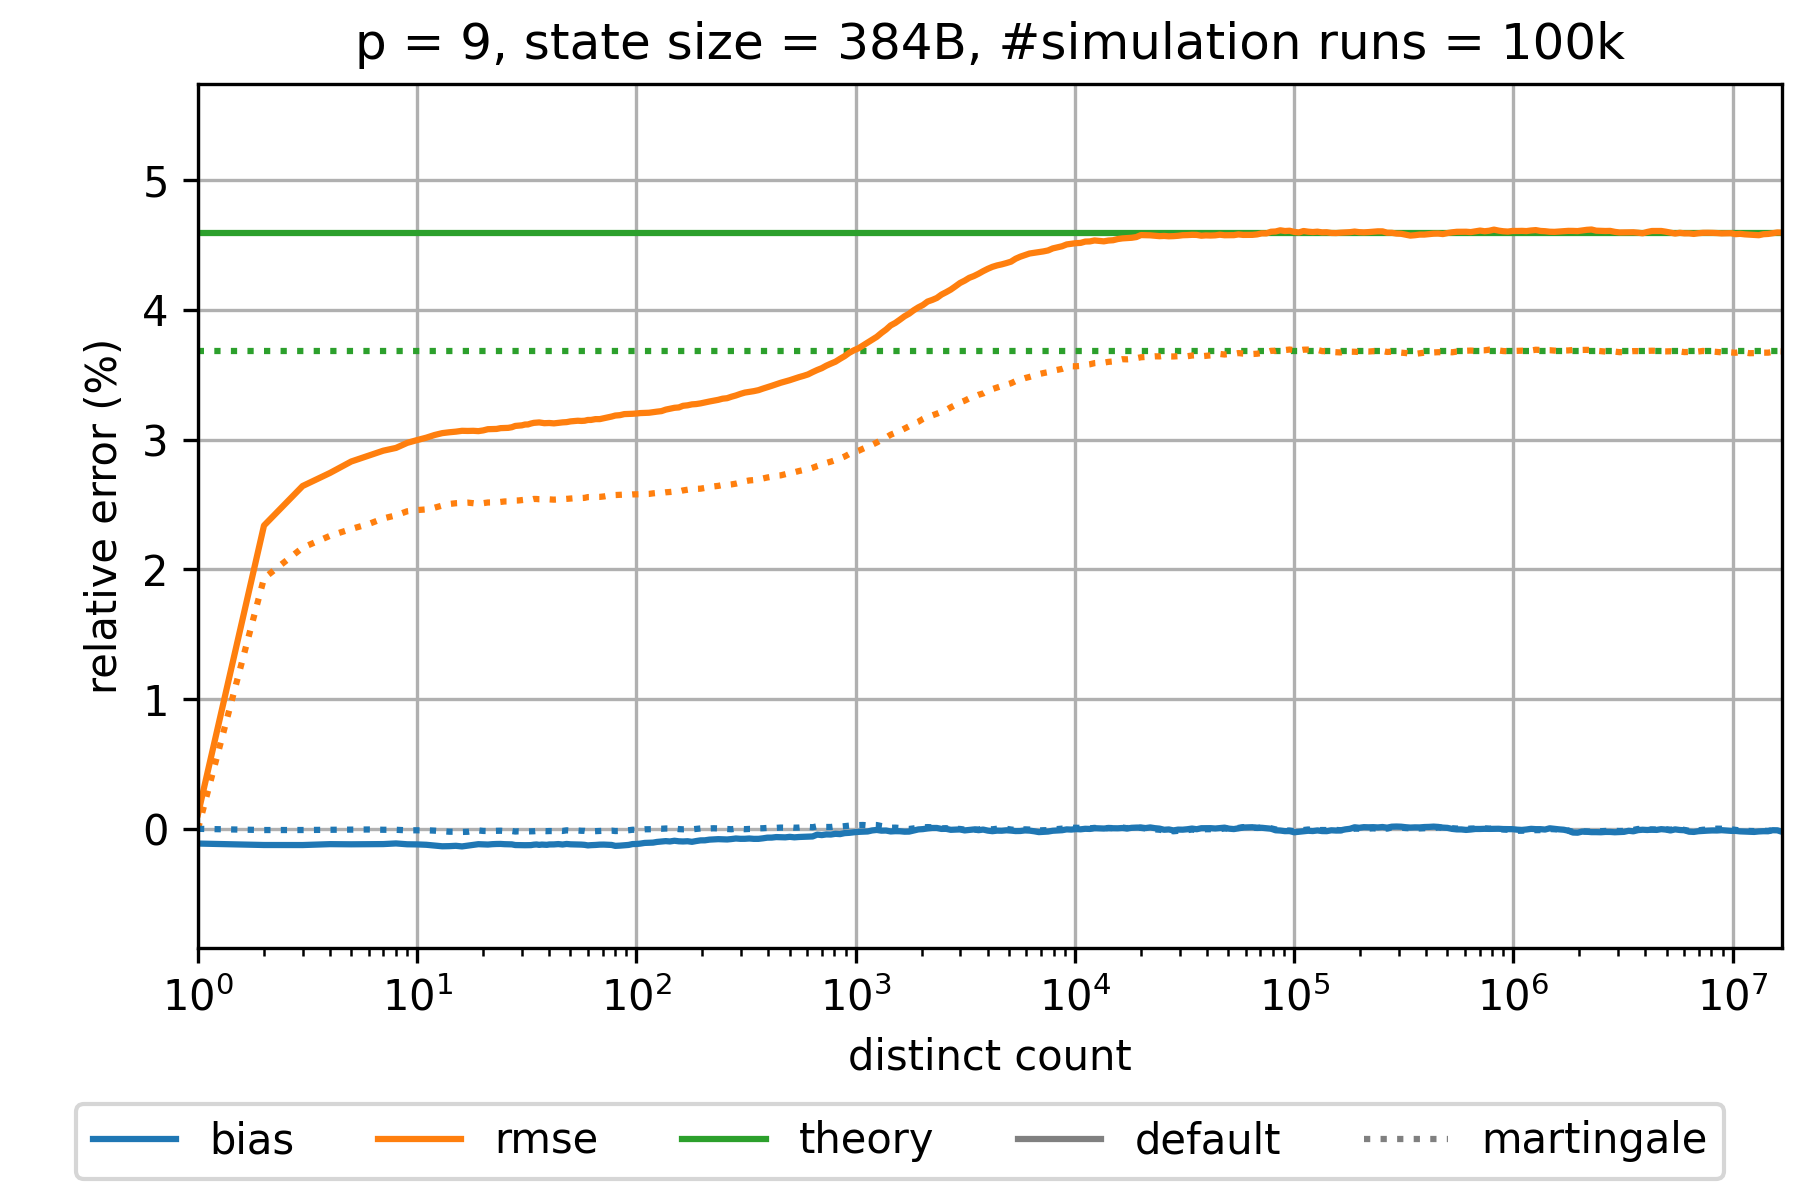 p = 9, state size = 384B, #simulation runs = 100k
relative error (%)
5
4
3
2
1
0
10⁰ 10¹ 10² 10³ 10⁴ 10⁵ 10⁶ 10⁷
distinct count
bias rmse theory default martingale